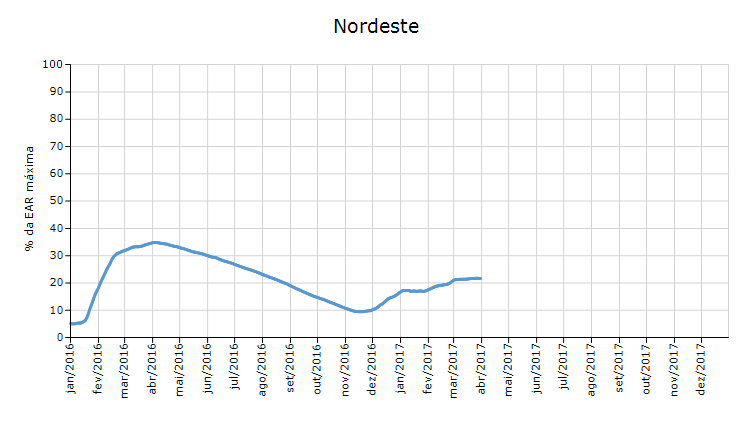 Nordeste
% da EAR máxima
100
90
80
70
60
50
40
30
20
10
0
jan/2016
fev/2016
mar/2016
abr/2016
mai/2016
jun/2016
jul/2016
ago/2016
set/2016
out/2016
nov/2016
dez/2016
jan/2017
fev/2017
mar/2017
abr/2017
mai/2017
jun/2017
jul/2017
ago/2017
set/2017
out/2017
nov/2017
dez/2017